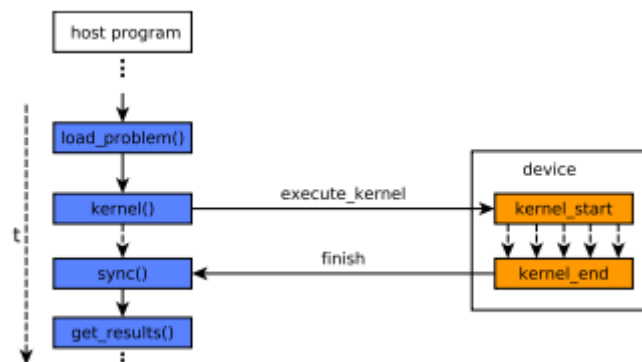 host program
load_problem()
device
execute_kernel
kernel()
kernel_start
t
finish
sync()
kernel_end
get_results()